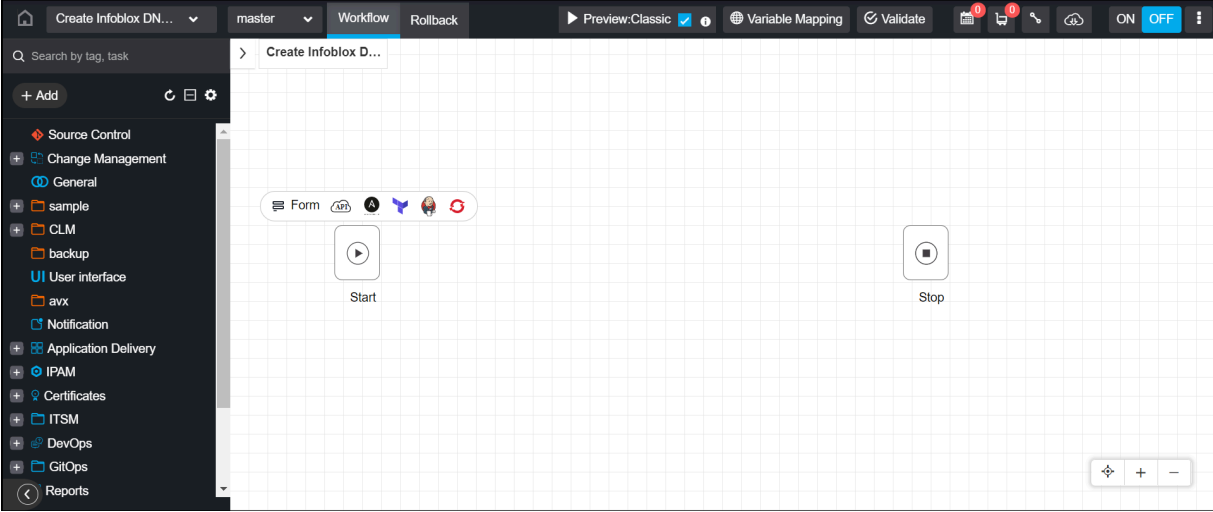 Create Infoblox DN...
master
Workflow
Rollback
Preview:Classic
Variable Mapping
Validate
0
0
ON OFF
Search by tag, task
Create Infoblox D...
+ Add
Source Control
Change Management
General
sample
CLM
backup
UI User interface
avx
Notification
Application Delivery
IPAM
Certificates
ITSM
DevOps
GitOps
Reports
Form
API
A
Start
Stop